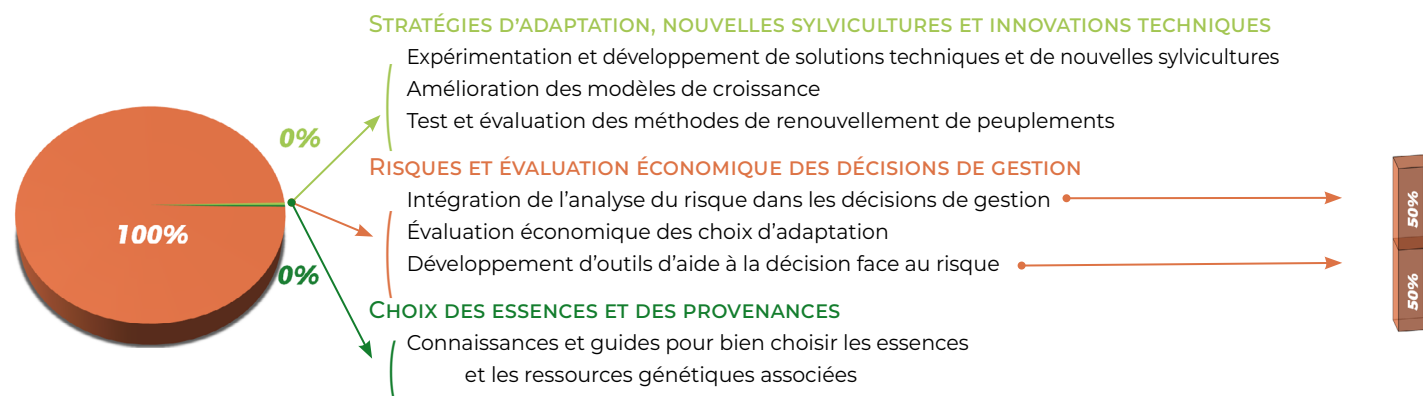 STRATÉGIES D'ADAPTATION, NOUVELLES SYLVICULTURES ET INNOVATIONS TECHNIQUES
Expérimentation et développement de solutions techniques et de nouvelles sylvicultures
Amélioration des modèles de croissance
Test et évaluation des méthodes de renouvellement de peuplements
0%
RISQUES ET ÉVALUATION ÉCONOMIQUE DES DÉCISIONS DE GESTION
Intégration de l'analyse du risque dans les décisions de gestion
50%
Évaluation économique des choix d'adaptation
100%
Développement d'outils d'aide à la décision face au risque
50%
0%
CHOIX DES ESSENCES ET DES PROVENANCES
Connaissances et guides pour bien choisir les essences
et les ressources génétiques associées